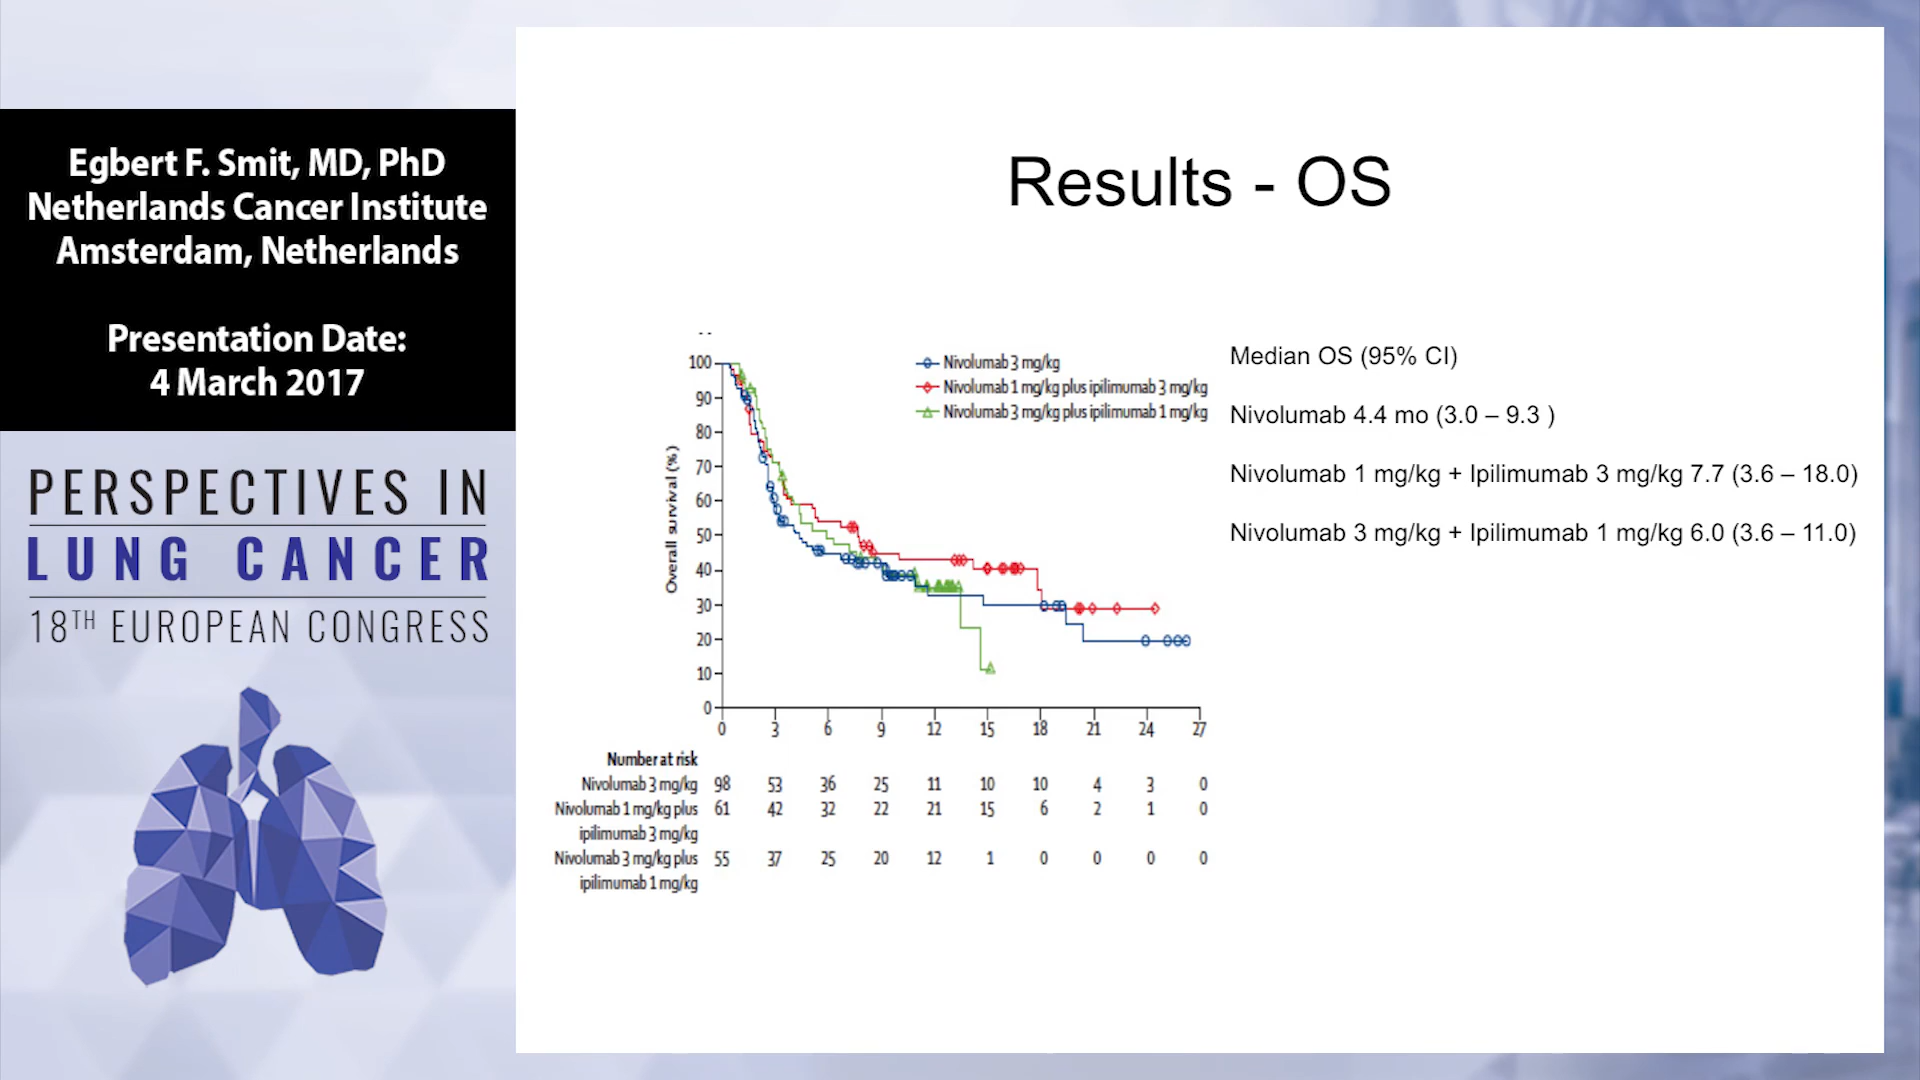 Egbert F. Smit, MD, PhD
Netherlands Cancer Institute
Amsterdam, Netherlands
Presentation Date:
4 March 2017
PERSPECTIVES IN
LUNG CANCER
18TH EUROPEAN CONGRESS
Results - OS
Overall survival (%)
100
90
80
70
60
50
40
30
20
10
0
0 3 6 9 12 15 18 21 24 27
Nivolumab 3 mg/kg
Nivolumab 1 mg/kg plus ipilimumab 3 mg/kg
Nivolumab 3 mg/kg plus ipilimumab 1 mg/kg
Number at risk
Nivolumab 3 mg/kg 98 53 36 25 11 10 10 4 3 0
Nivolumab 1 mg/kg plus 61 42 32 22 21 15 6 2 1 0
ipilimumab 3 mg/kg
Nivolumab 3 mg/kg plus 55 37 25 20 12 1 0 0 0 0
ipilimumab 1 mg/kg
Median OS (95% CI)
Nivolumab 4.4 mo (3.0 – 9.3 )
Nivolumab 1 mg/kg + Ipilimumab 3 mg/kg 7.7 (3.6 – 18.0)
Nivolumab 3 mg/kg + Ipilimumab 1 mg/kg 6.0 (3.6 – 11.0)